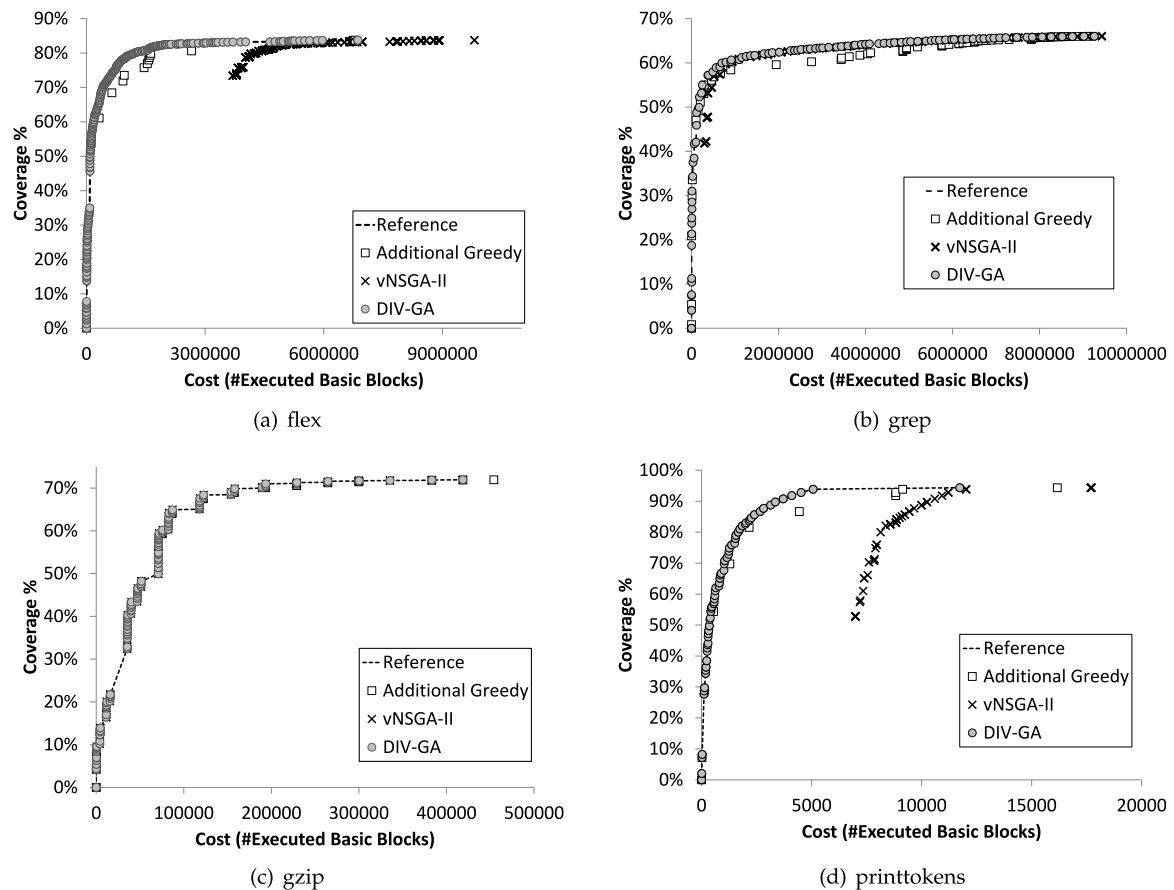 90%
80%
70%
60%
50%
40%
30%
20%
10%
0%
Coverage %
Reference
Additional Greedy
vNSGA-II
DIV-GA
0 3000000 6000000 9000000
Cost (#Executed Basic Blocks)
(a) flex
70%
60%
50%
40%
30%
20%
10%
0%
Coverage %
Reference
Additional Greedy
vNSGA-II
DIV-GA
0 2000000 4000000 6000000 8000000 10000000
Cost (#Executed Basic Blocks)
(b) grep
70%
60%
50%
40%
30%
20%
10%
0%
Coverage %
Reference
Additional Greedy
vNSGA-II
DIV-GA
0 100000 200000 300000 400000 500000
Cost (#Executed Basic Blocks)
(c) gzip
100%
90%
80%
70%
60%
50%
40%
30%
20%
10%
0%
Coverage %
Reference
Additional Greedy
vNSGA-II
DIV-GA
0 5000 10000 15000 20000
Cost (#Executed Basic Blocks)
(d) printtokens